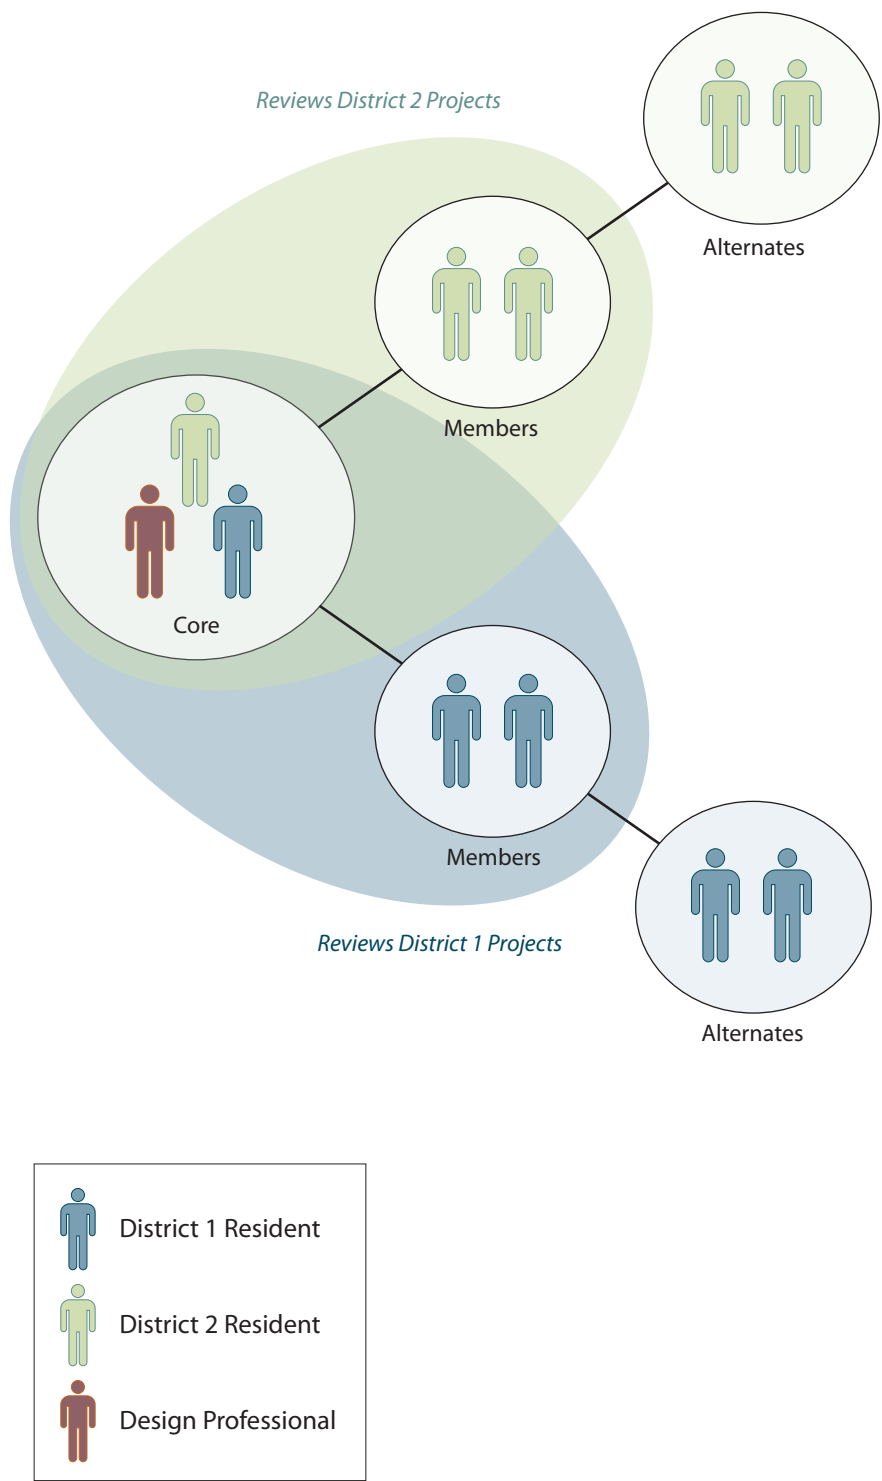 Reviews District 2 Projects
Alternates
Members
Core
Members
Reviews District 1 Projects
Alternates
District 1 Resident
District 2 Resident
Design Professional